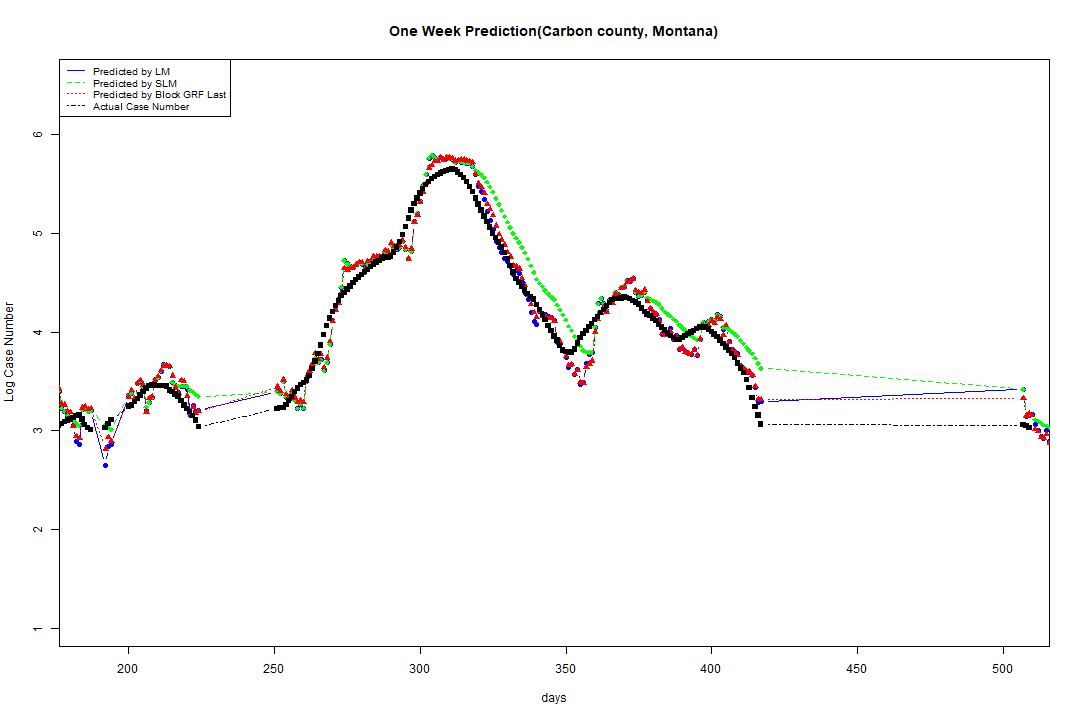 One Week Prediction(Carbon county, Montana)
Predicted by LM
Predicted by SLM
Predicted by Block GRF Last
Actual Case Number
Log Case Number
6
5
4
3
2
1
200 250 300 350 400 450 500
days